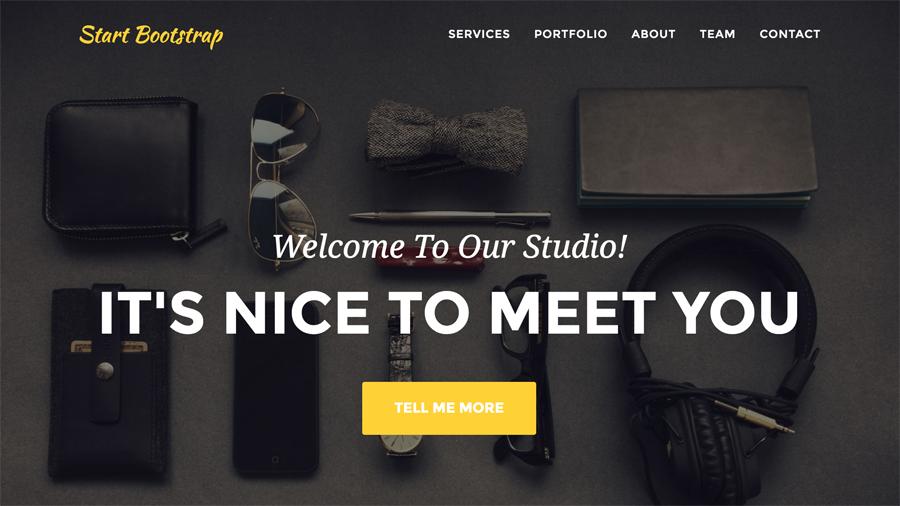 Start Bootstrap
SERVICES PORTFOLIO ABOUT TEAM CONTACT
Welcome To Our Studio!
IT'S NICE TO MEET YOU
TELL ME MORE